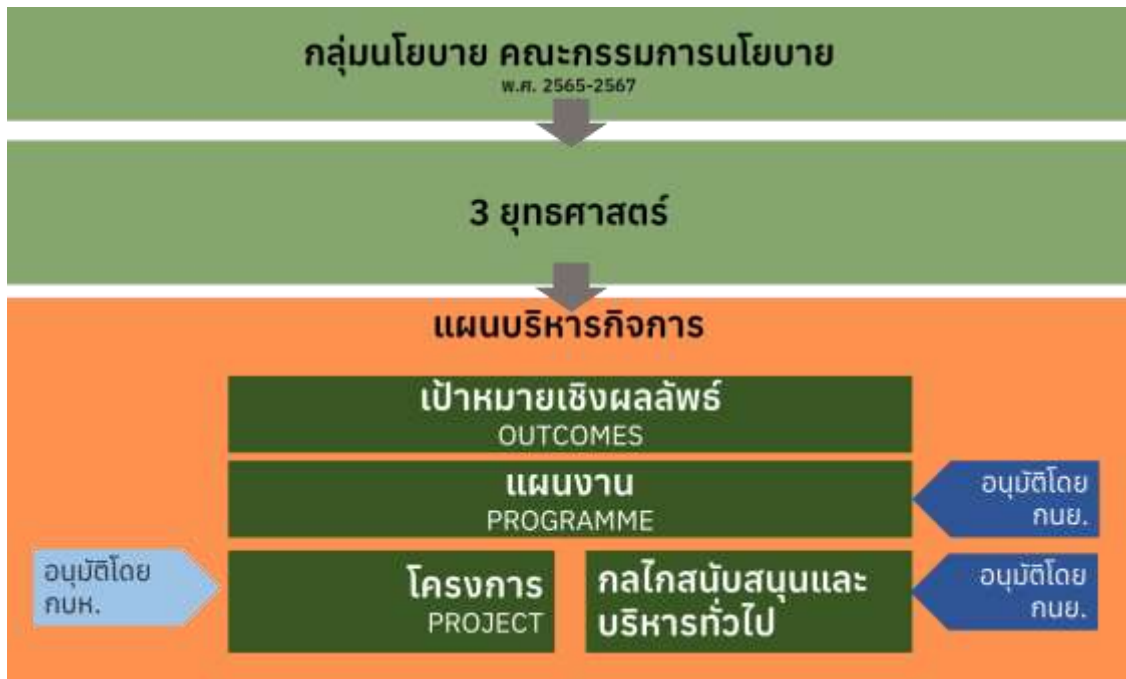 กลุ่มนโยบาย คณะกรรมการนโยบาย
พ.ศ. 2565-2567
3 ยุทธศาสตร์
แผนบริหารกิจการ
เป้าหมายเชิงผลลัพธ์
OUTCOMES
แผนงาน
PROGRAMME
อนุมัติโดย
กนย.
อนุมัติโดย
กบห.
โครงการ
PROJECT
กลไกสนับสนุนและ
บริหารทั่วไป
อนุมัติโดย
กนย.